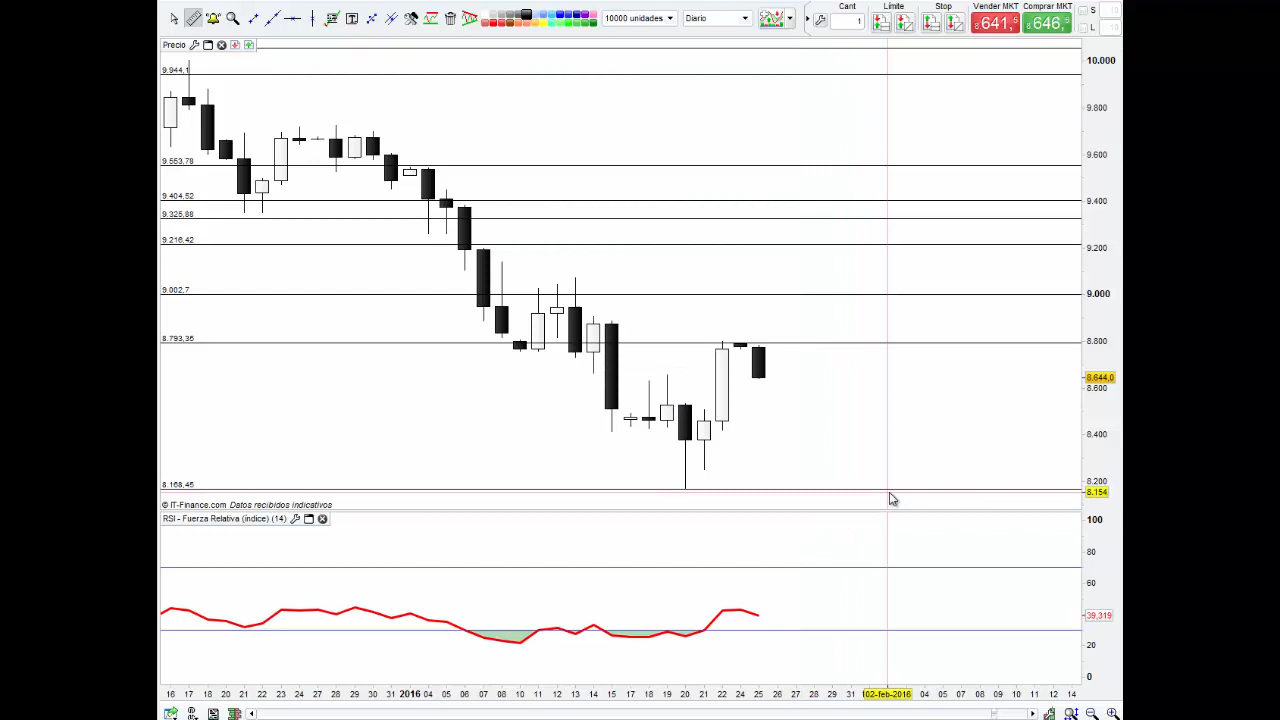 10000 unidades
Diario
Cant
1
Límite
Stop
Vender MKT
8.641,5
Comprar MKT
8.646,5
S
L
Precio
10.000
9.944,1
9.800
9.600
9.553,78
9.404,52
9.400
9.325,88
9.216,42
9.200
9.002,7
9.000
8.793,35
8.800
8.644,0
8.600
8.400
8.168,45
8.200
8.154
© IT-Finance.com Datos recibidos indicativos
RSI - Fuerza Relativa (índice) (14)
100
80
60
39,319
20
0
16 17 18 20 21 22 23 24 27 28 29 30 31 2016 04 05 06 07 08 10 11 12 13 14 15 17 18 19 20 21 22 24 25 26 27 28 29 31 02-feb-2016 04 05 07 08 09 10 11 12 14